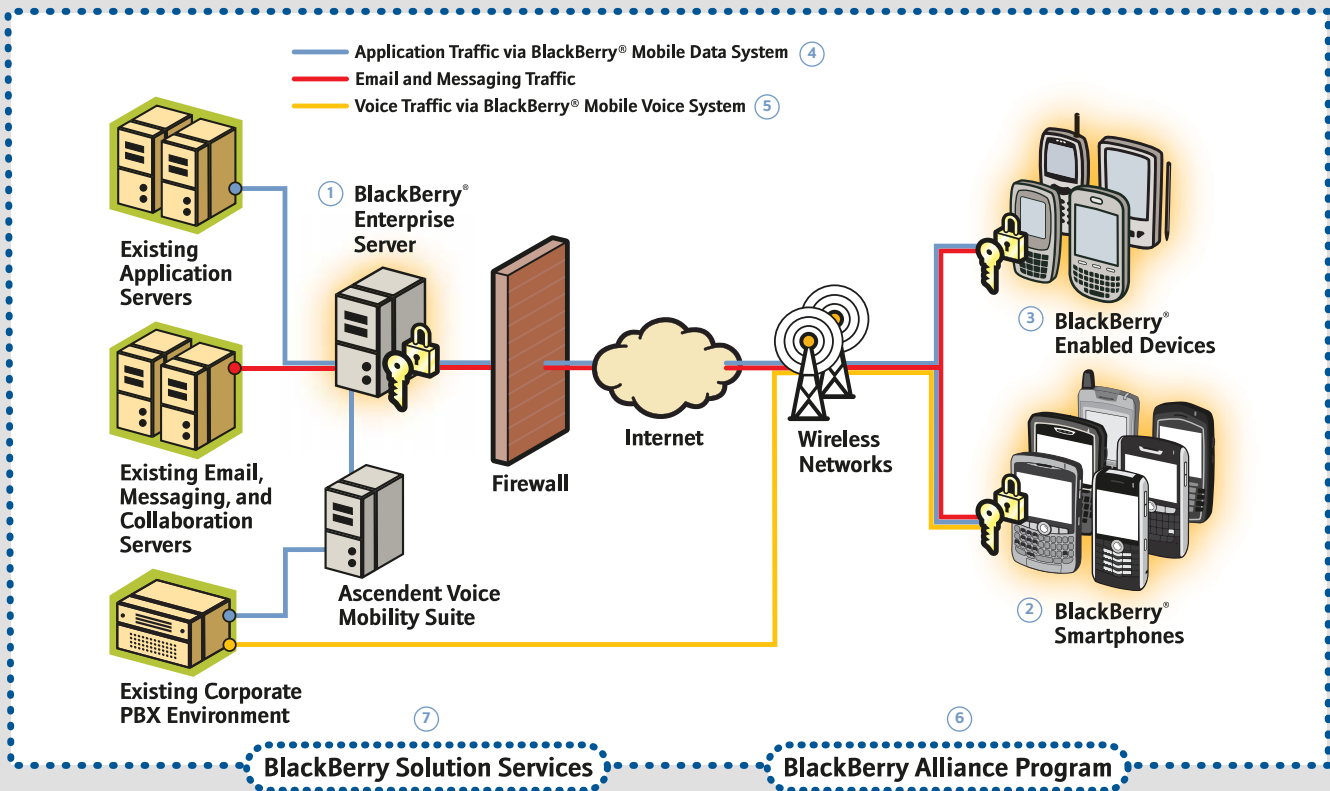 Application Traffic via BlackBerry® Mobile Data System 4
Email and Messaging Traffic
Voice Traffic via BlackBerry® Mobile Voice System 5
Existing
Application
Servers
1 BlackBerry®
Enterprise
Server
3 BlackBerry®
Enabled Devices
Existing Email,
Messaging, and
Collaboration
Servers
Firewall
Internet
Wireless
Networks
Ascendent Voice
Mobility Suite
2 BlackBerry®
Smartphones
Existing Corporate
PBX Environment
7
BlackBerry Solution Services
6
BlackBerry Alliance Program